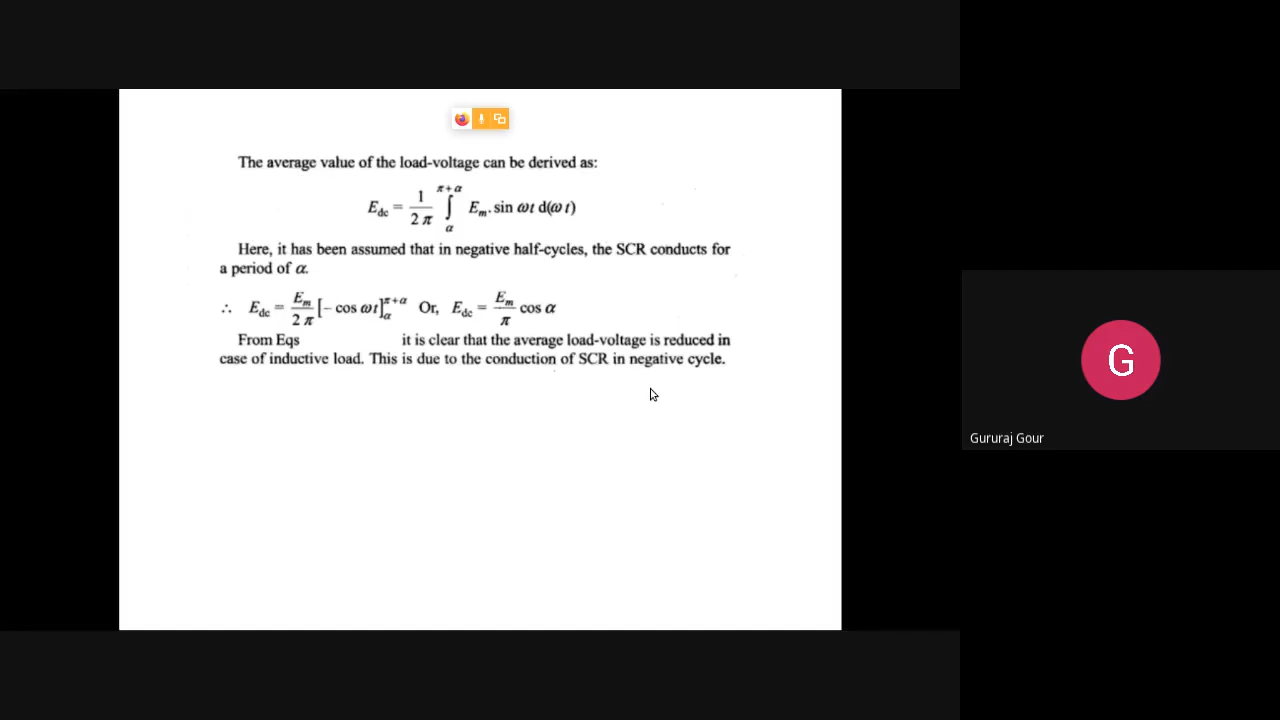 The average value of the load-voltage can be derived as:
E_dc = 1/2π ∫_α^{π+α} E_m. sin ωt d(ωt)
Here, it has been assumed that in negative half-cycles, the SCR conducts for
a period of α.
∴ E_dc = E_m/2π [– cos ωt]_α^{π+α} Or, E_dc = E_m/π cos α
From Eqs it is clear that the average load-voltage is reduced in
case of inductive load. This is due to the conduction of SCR in negative cycle.
G
Gururaj Gour